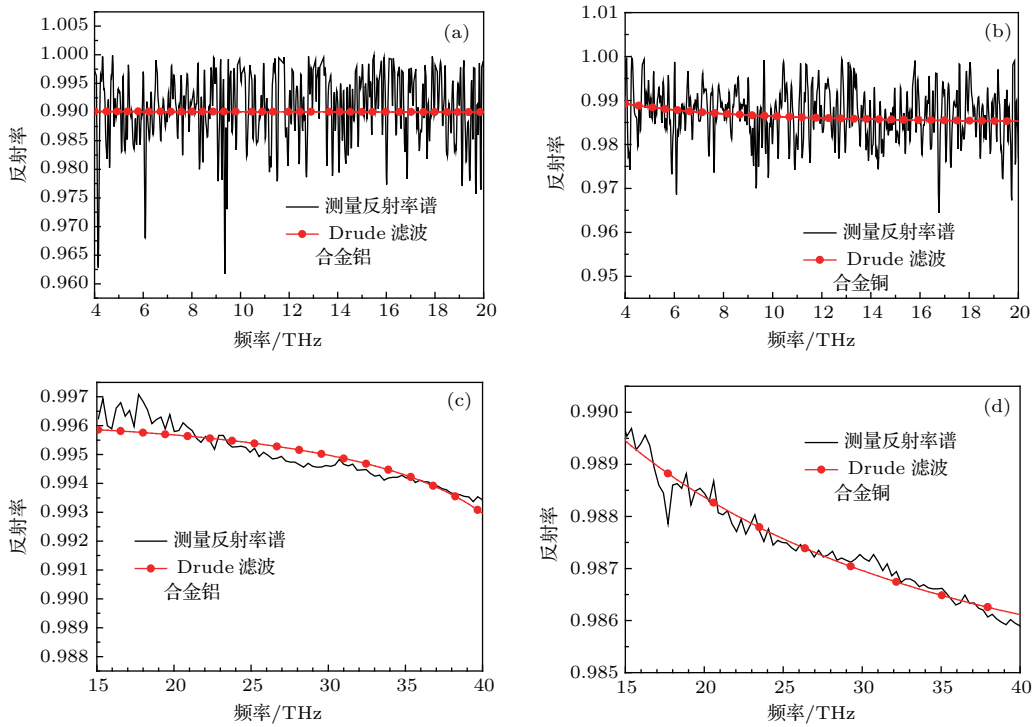 (a)
1.005
1.000
0.995
0.990
0.985
0.980
0.975
0.970
0.965
0.960
反射率
测量反射率谱
Drude 滤波
合金铝
4 6 8 10 12 14 16 18 20
频率/THz
(b)
1.01
1.00
0.99
0.98
0.97
0.96
0.95
反射率
测量反射率谱
Drude 滤波
合金铜
4 6 8 10 12 14 16 18 20
频率/THz
(c)
0.997
0.996
0.995
0.994
0.993
0.992
0.991
0.990
0.989
0.988
反射率
测量反射率谱
Drude 滤波
合金铝
15 20 25 30 35 40
频率/THz
(d)
0.990
0.989
0.988
0.987
0.986
0.985
反射率
测量反射率谱
Drude 滤波
合金铜
15 20 25 30 35 40
频率/THz